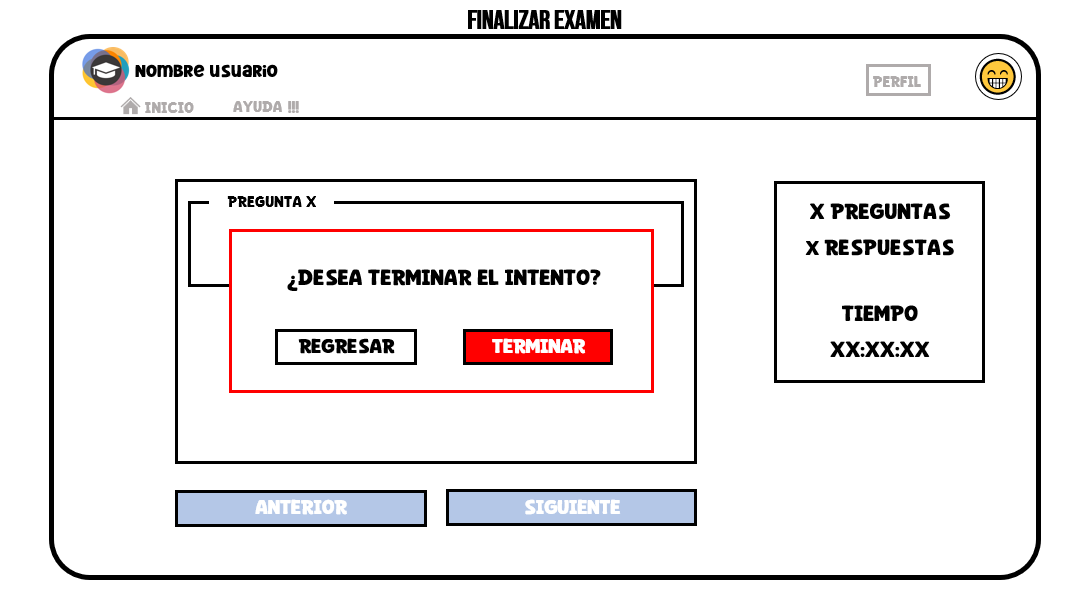 FINALIZAR EXAMEN
NOMBRE USUARIO
PERFIL
INICIO
AYUDA !!!
PREGUNTA X
¿DESEA TERMINAR EL INTENTO?
REGRESAR
TERMINAR
X PREGUNTAS
X RESPUESTAS
TIEMPO
XX:XX:XX
ANTERIOR
SIGUIENTE